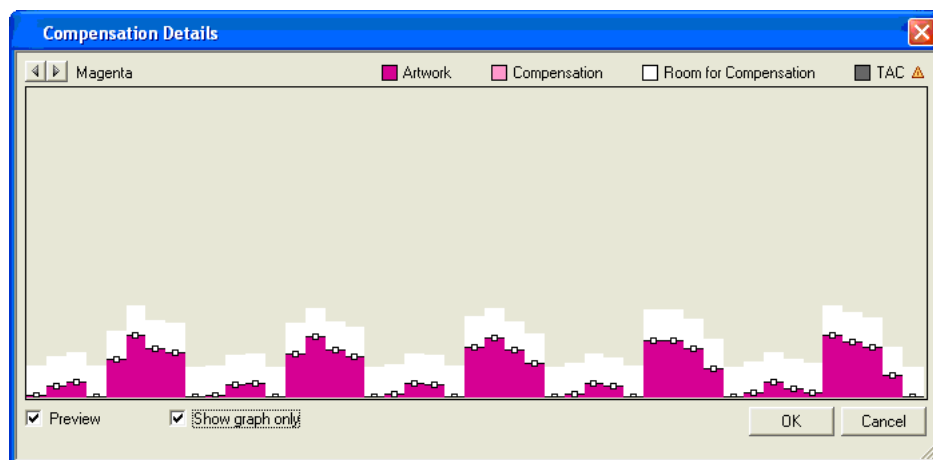 Compensation Details
Magenta Artwork Compensation Room for Compensation TAC
Preview Show graph only OK Cancel